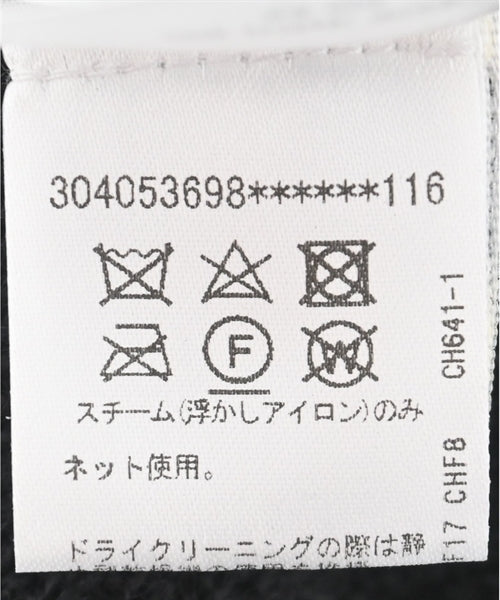 304053698******116
F
W
スチーム(浮かしアイロン)のみ
ネット使用。
ドライクリーニングの際は静
F17 CHF8 CH641-1